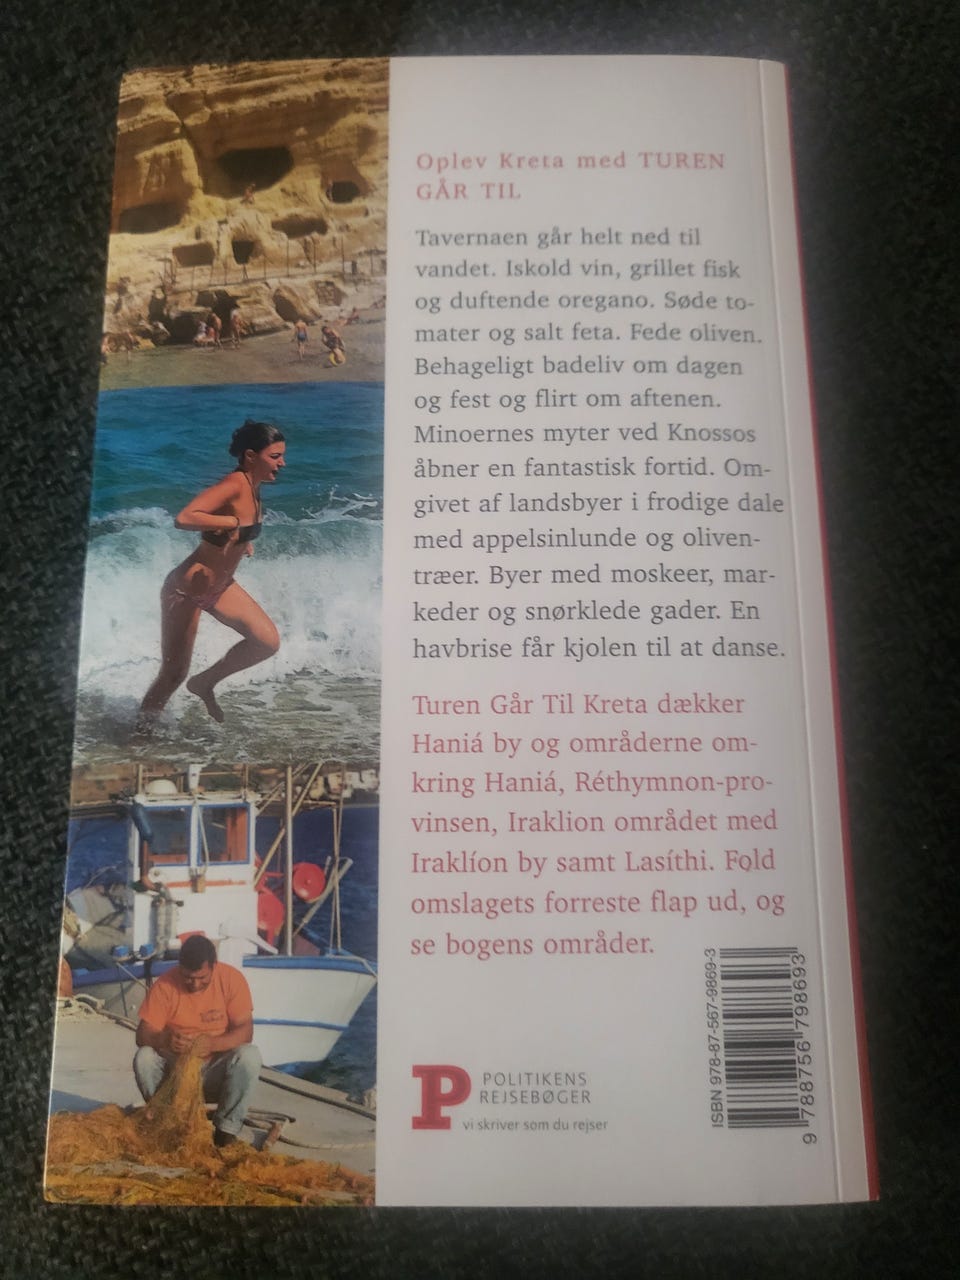 Oplev Kreta med TUREN
GÅR TIL
Tavernaen går helt ned til
vandet. Iskold vin, grillet fisk
og duftende oregano. Søde to-
mater og salt feta. Fede oliven.
Behageligt badeliv om dagen
og fest og flirt om aftenen.
Minoernes myter ved Knossos
åbner en fantastisk fortid. Om-
givet af landsbyer i frodige dale
med appelsinlunde og oliven-
træer. Byer med moskeer, mar-
keder og snørklede gader. En
havbrise får kjolen til at danse.
Turen Går Til Kreta dækker
Haniá by og områderne om-
kring Haniá, Réthymnon-pro-
vinsen, Iraklion området med
Iraklíon by samt Lasíthi. Fold
omslagets forreste flap ud, og
se bogens områder.
P
POLITIKENS
REJSEBØGER
vi skriver som du rejser
ISBN 978-87-567-9869-3
9 788756 798693